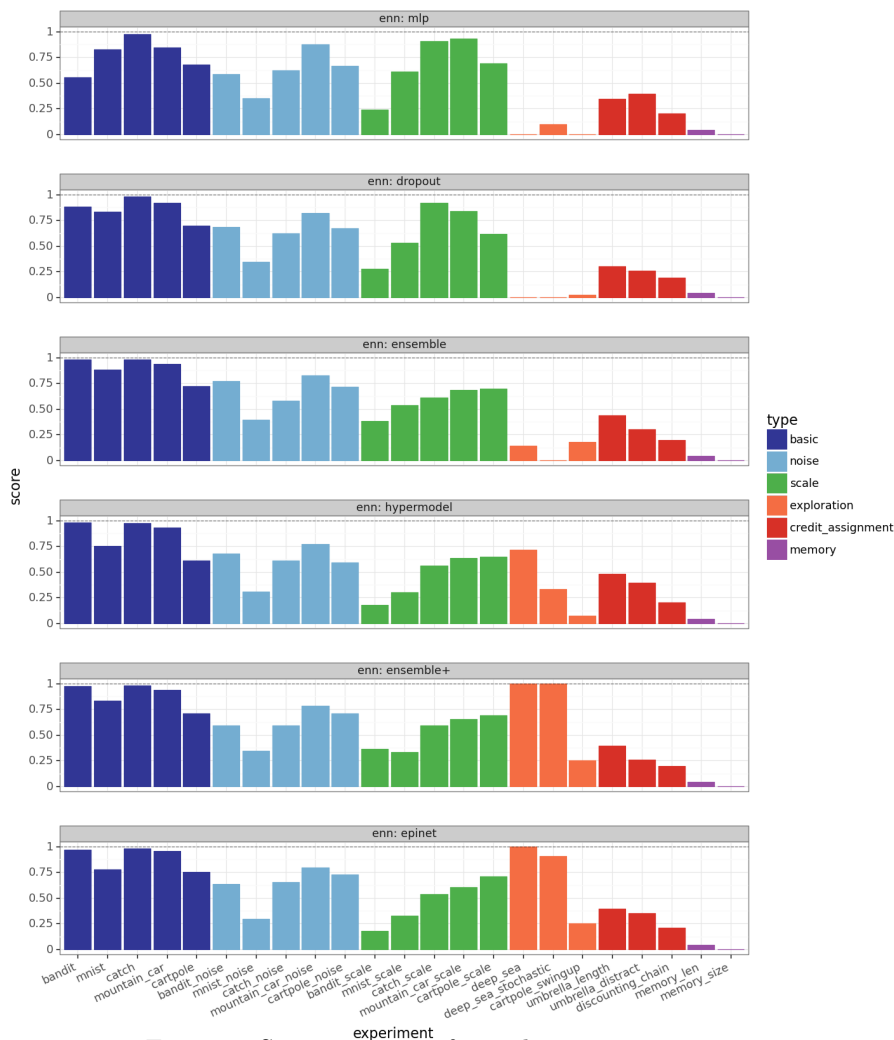 enn: mlp
1
0.75
0.50
0.25
0
enn: dropout
1
0.75
0.50
0.25
0
enn: ensemble
1
0.75
0.50
0.25
0
enn: hypermodel
1
0.75
0.50
0.25
0
enn: ensemble+
1
0.75
0.50
0.25
0
enn: epinet
1
0.75
0.50
0.25
0
score
bandit
mnist
catch
mountain_car
cartpole
bandit_noise
mnist_noise
catch_noise
mountain_car_noise
cartpole_noise
bandit_scale
mnist_scale
catch_scale
mountain_car_scale
cartpole_scale
deep_sea
deep_sea_stochastic
cartpole_swingup
umbrella_length
umbrella_distract
discounting_chain
memory_len
memory_size
experiment
type
basic
noise
scale
exploration
credit_assignment
memory